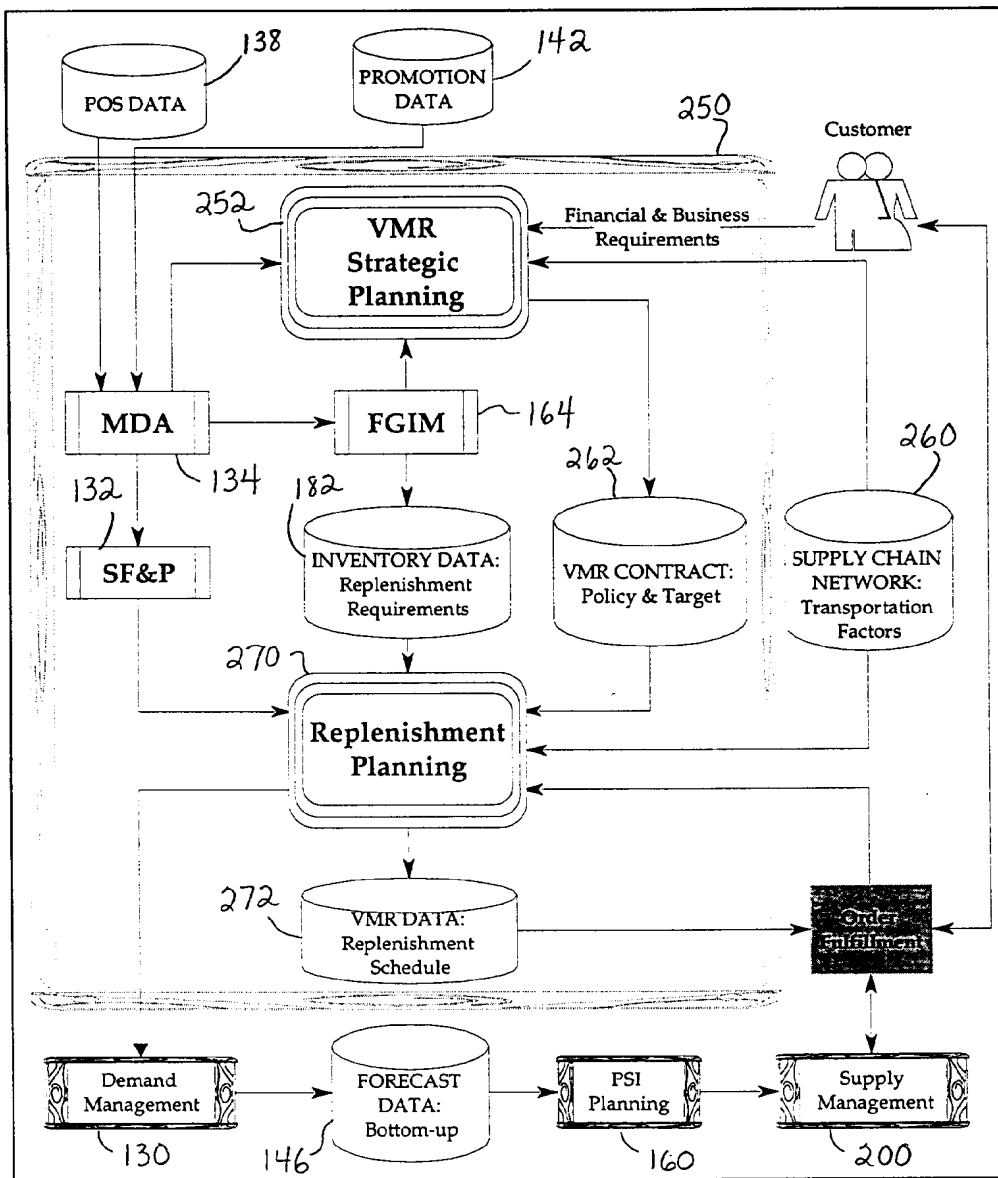 138
POS DATA
142
PROMOTION
DATA
250
Customer
252
VMR
Strategic
Planning
Financial & Business
Requirements
MDA
134
FGIM
164
132
SF&P
182
INVENTORY DATA:
Replenishment
Requirements
262
VMR CONTRACT:
Policy & Target
260
SUPPLY CHAIN
NETWORK:
Transportation
Factors
270
Replenishment
Planning
272
VMR DATA:
Replenishment
Schedule
Order
Fulfillment
Demand
Management
130
FORECAST
DATA:
Bottom-up
146
PSI
Planning
160
Supply
Management
200